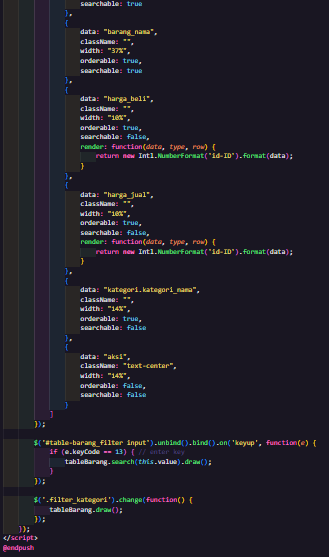 searchable: true
},
{
data: "barang_nama",
className: "",
width: "37%",
orderable: true,
searchable: true
},
{
data: "harga_beli",
className: "",
width: "10%",
orderable: true,
searchable: false,
render: function(data, type, row) {
return new Intl.NumberFormat('id-ID').format(data);
}
},
{
data: "harga_jual",
className: "",
width: "10%",
orderable: true,
searchable: false,
render: function(data, type, row) {
return new Intl.NumberFormat('id-ID').format(data);
}
},
{
data: "kategori.kategori_nama",
className: "",
width: "14%",
orderable: true,
searchable: false
},
{
data: "aksi",
className: "text-center",
width: "14%",
orderable: false,
searchable: false
}
]
});
$('#table-barang_filter input').unbind().bind().on('keyup', function(e) {
if (e.keyCode == 13) { // enter key
tableBarang.search(this.value).draw();
}
});
$('.filter_kategori').change(function() {
tableBarang.draw();
});
});
</script>
@endpush